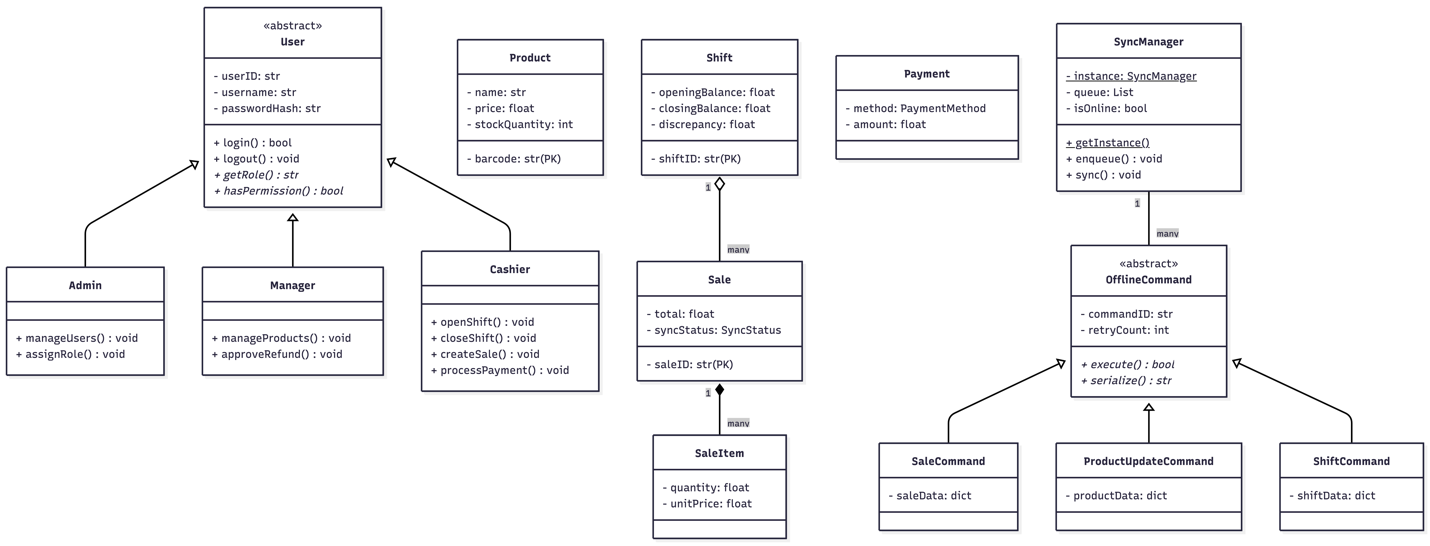 «abstract»
User
- userID: str
- username: str
- passwordHash: str
+ login() : bool
+ logout() : void
+ getRole() : str
+ hasPermission() : bool
Product
- name: str
- price: float
- stockQuantity: int
- barcode: str(PK)
Shift
- openingBalance: float
- closingBalance: float
- discrepancy: float
- shiftID: str(PK)
Payment
- method: PaymentMethod
- amount: float
SyncManager
- instance: SyncManager
- queue: List
- isOnline: bool
+ getInstance()
+ enqueue() : void
+ sync() : void
1
many
1
many
Admin
+ manageUsers() : void
+ assignRole() : void
Manager
+ manageProducts() : void
+ approveRefund() : void
Cashier
+ openShift() : void
+ closeShift() : void
+ createSale() : void
+ processPayment() : void
Sale
- total: float
- syncStatus: SyncStatus
- saleID: str(PK)
«abstract»
OfflineCommand
- commandID: str
- retryCount: int
+ execute() : bool
+ serialize() : str
1
many
SaleItem
- quantity: float
- unitPrice: float
SaleCommand
- saleData: dict
ProductUpdateCommand
- productData: dict
ShiftCommand
- shiftData: dict